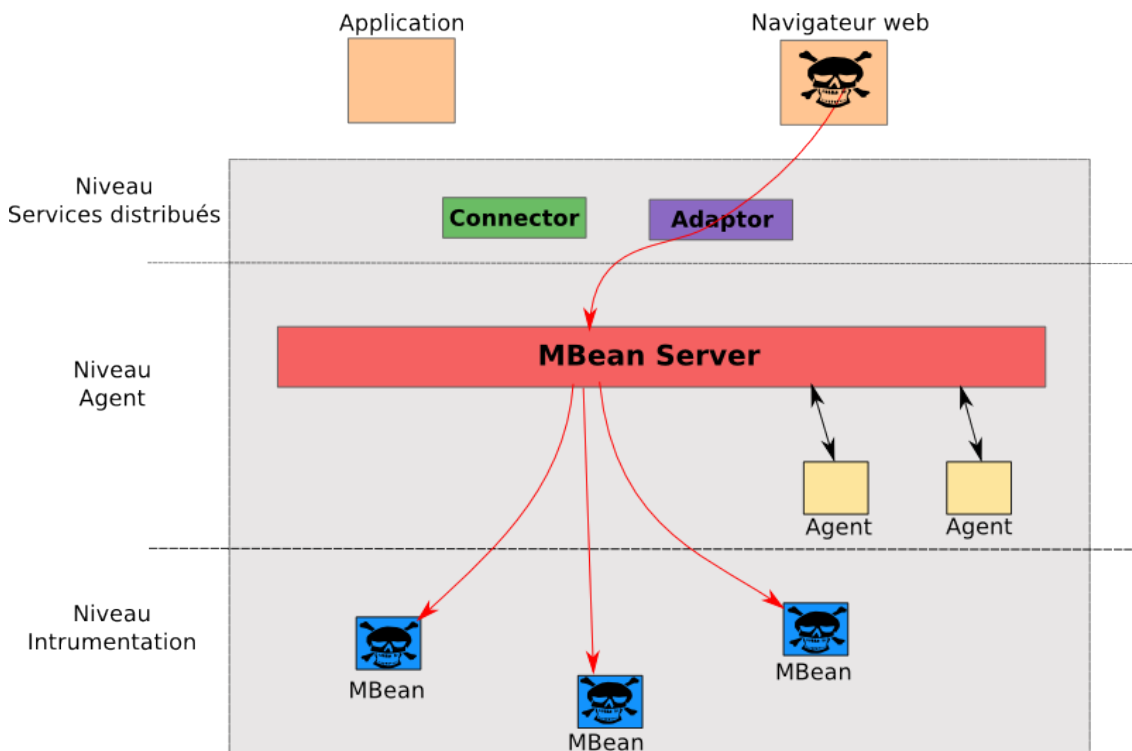 Application
Navigateur web
Niveau
Services distribués
Connector
Adaptor
MBean Server
Niveau
Agent
Agent
Agent
Niveau
Intrumentation
MBean
MBean
MBean